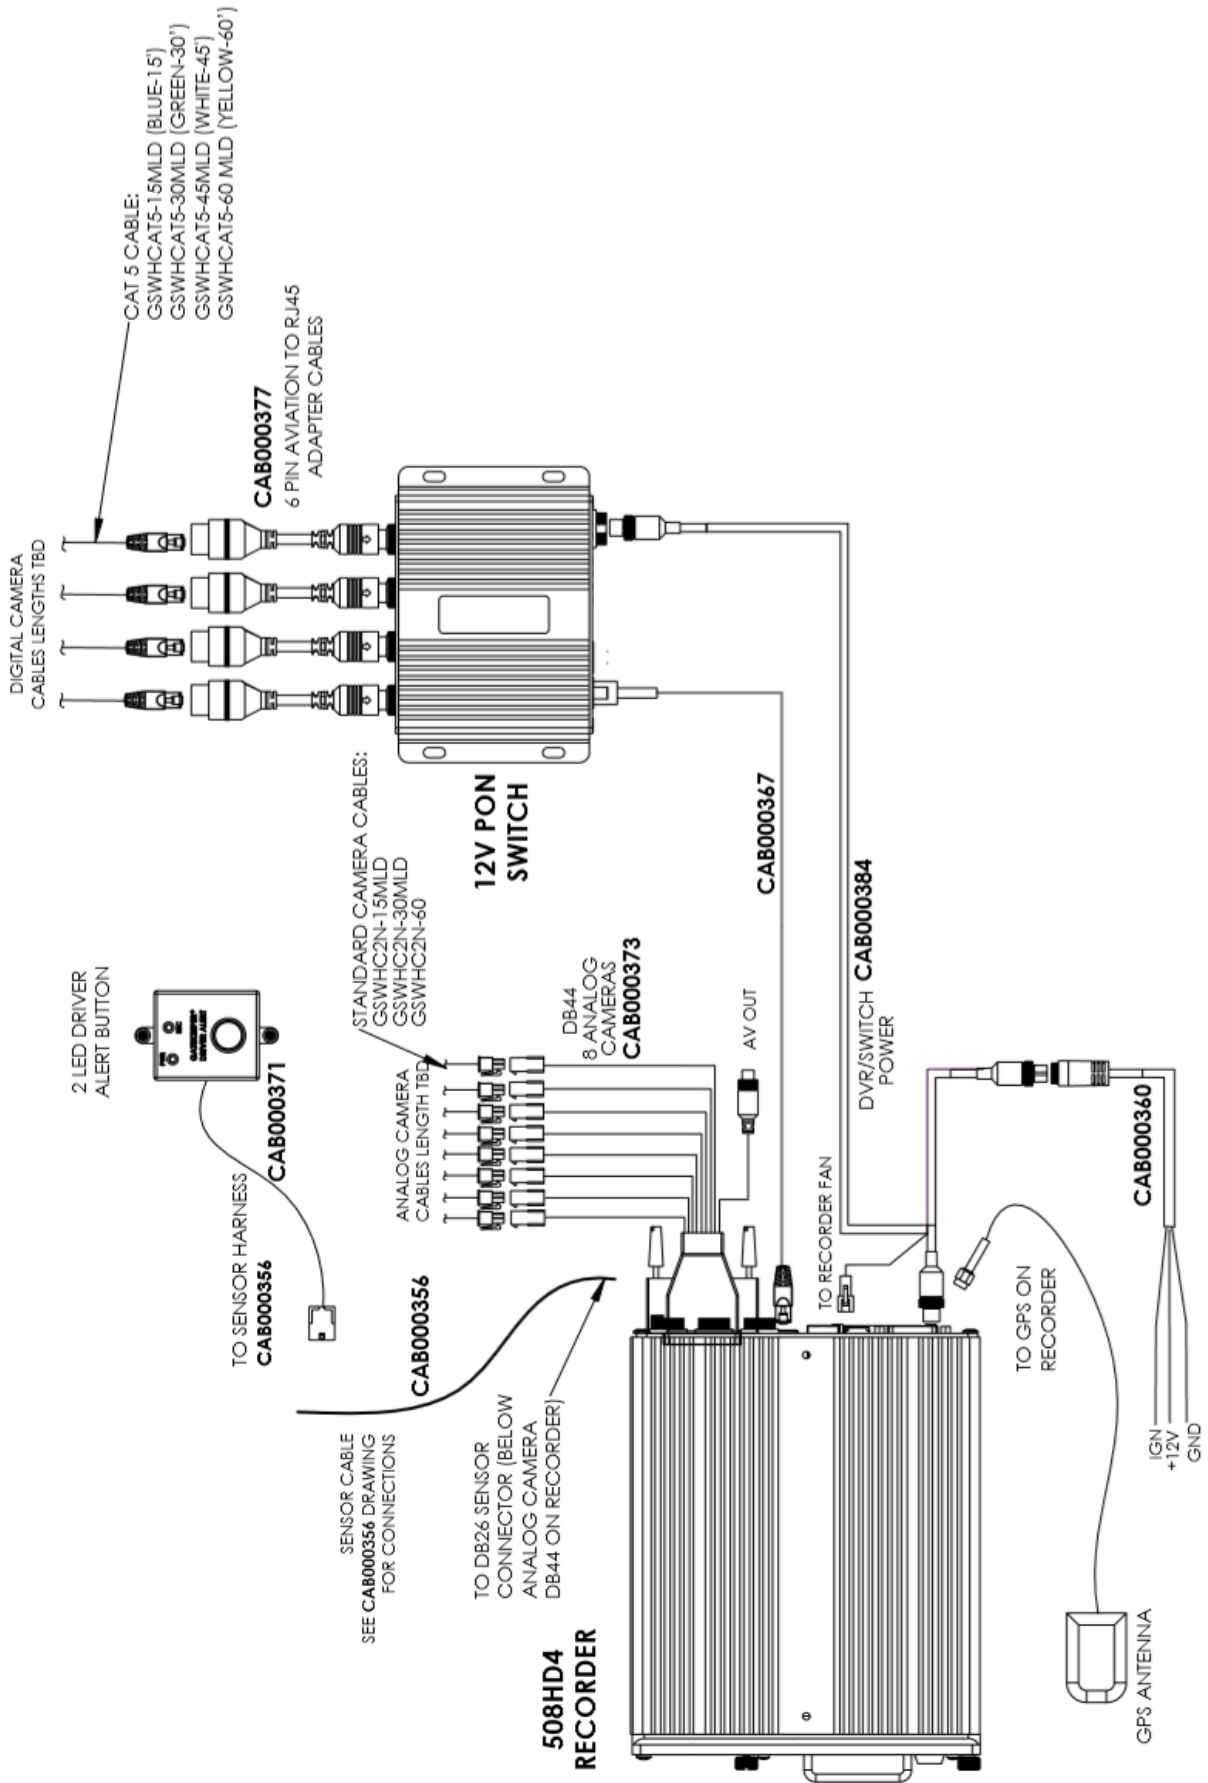 DIGITAL CAMERA
CABLES LENGTHS TBD
CAT 5 CABLE:
GSWHCAT5-15MLD (BLUE-15')
GSWHCAT5-30MLD (GREEN-30')
GSWHCAT5-45MLD (WHITE-45')
GSWHCAT5-60 MLD (YELLOW-60')
CAB000377
6 PIN AVIATION TO RJ45
ADAPTER CABLES
12V PON
SWITCH
2 LED DRIVER
ALERT BUTTON
PWR
REC
GATEKEEPER
DRIVER ALERT
CAB000371
TO SENSOR HARNESS
CAB000356
STANDARD CAMERA CABLES:
GSWHC2N-15MLD
GSWHC2N-30MLD
GSWHC2N-60
ANALOG CAMERA
CABLES LENGTH TBD
DB44
8 ANALOG
CAMERAS
CAB000373
AV OUT
CAB000367
DVR/SWITCH CAB000384
POWER
CAB000356
SENSOR CABLE
SEE CAB000356 DRAWING
FOR CONNECTIONS
TO DB26 SENSOR
CONNECTOR (BELOW
ANALOG CAMERA
DB44 ON RECORDER)
508HD4
RECORDER
TO RECORDER FAN
TO GPS ON
RECORDER
CAB000360
IGN
+12V
GND
GPS ANTENNA